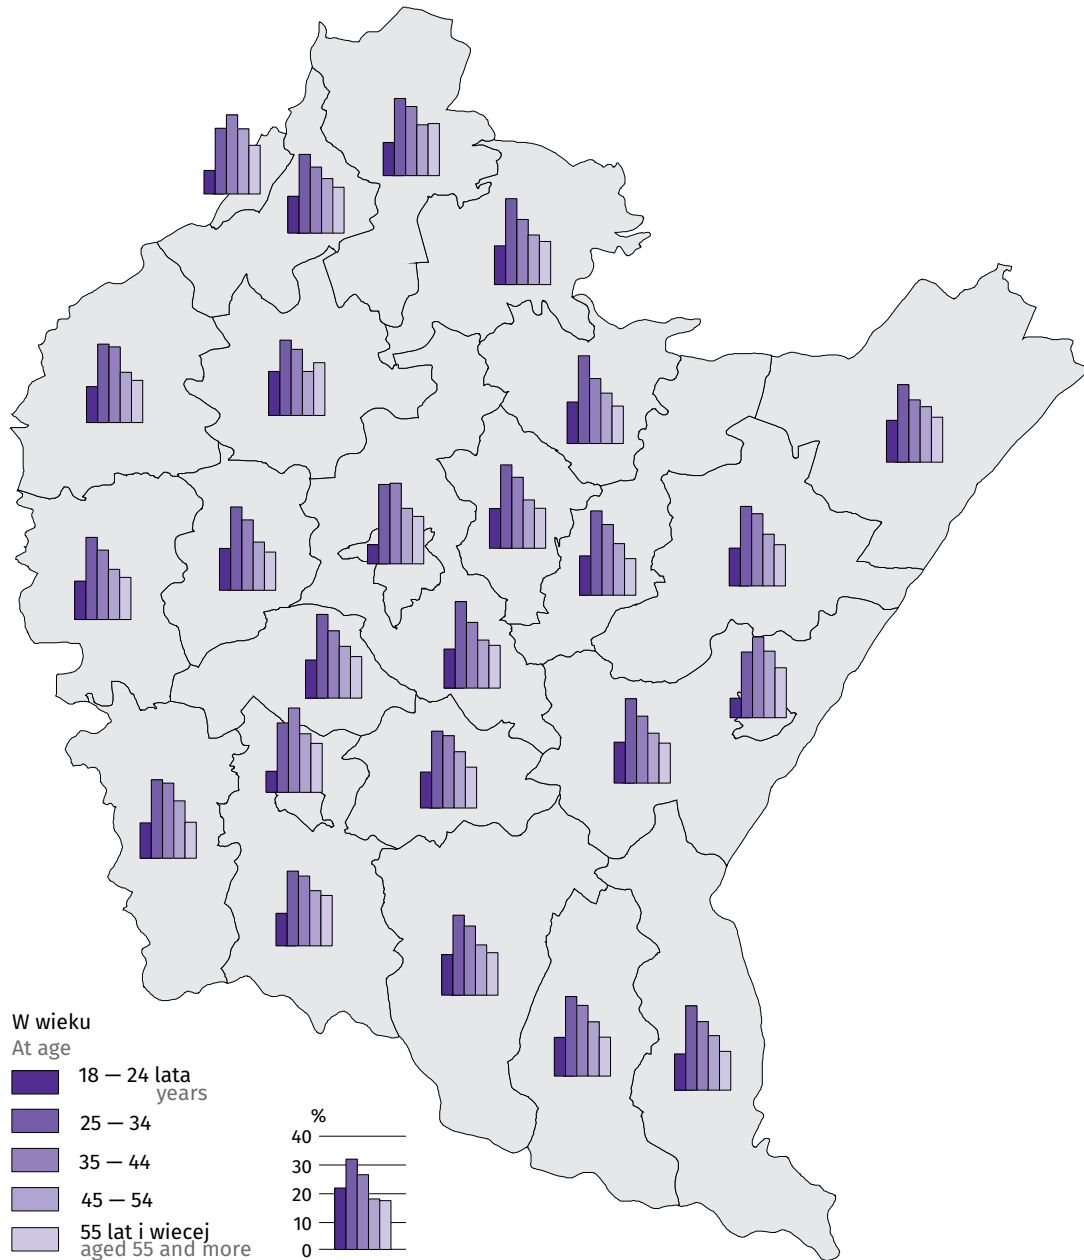 W wieku
At age
18 — 24 lata
years
25 — 34
35 — 44
45 — 54
55 lat i wiecej
aged 55 and more
%
40
30
20
10
0